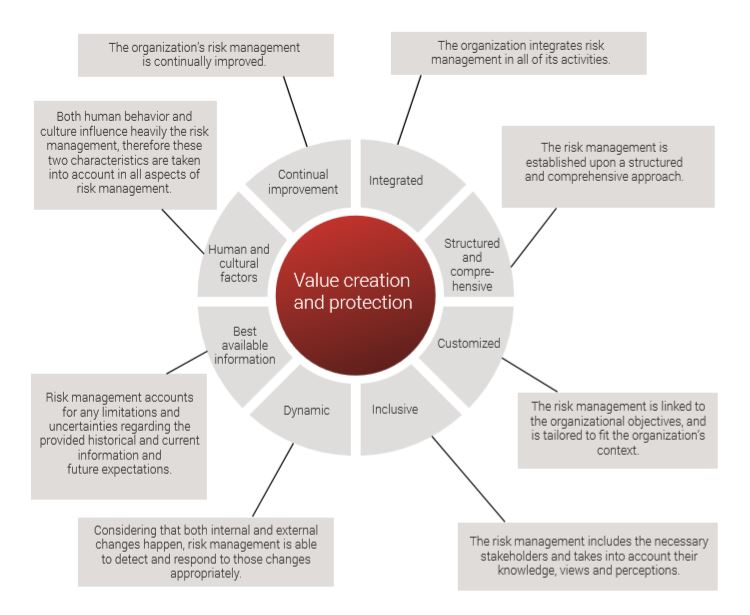 The organization's risk management
is continually improved.
The organization integrates risk
management in all of its activities.
Both human behavior and
culture influence heavily the risk
management, therefore these
two characteristics are taken
into account in all aspects of
risk management.
The risk management is
established upon a structured
and comprehensive approach.
Continual
improvement
Integrated
Human and
cultural
factors
Structured
and
compre-
hensive
Value creation
and protection
Best
available
information
Customized
Dynamic
Inclusive
Risk management accounts
for any limitations and
uncertainties regarding the
provided historical and current
information and
future expectations.
The risk management is linked to
the organizational objectives, and
is tailored to fit the organization's
context.
Considering that both internal and external
changes happen, risk management is able
to detect and respond to those changes
appropriately.
The risk management includes the necessary
stakeholders and takes into account their
knowledge, views and perceptions.